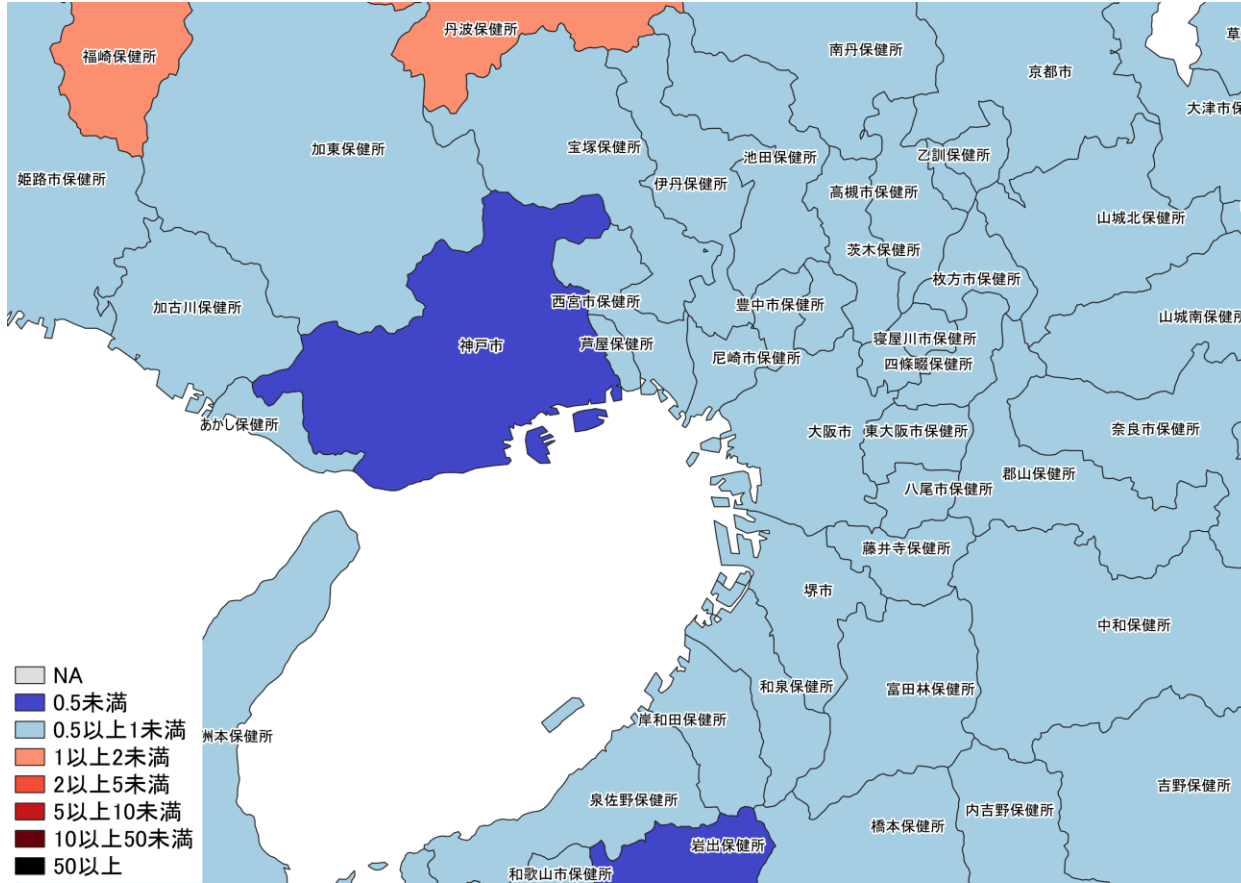 丹波保健所
福崎保健所
南丹保健所
草
京都市
大津市保
加東保健所
宝塚保健所
池田保健所
乙訓保健所
姫路市保健所
伊丹保健所
高槻市保健所
山城北保健所
茨木保健所
枚方市保健所
加古川保健所
西宮市保健所
豊中市保健所
山城南保健所
神戸市
芦屋保健所
尼崎市保健所
寝屋川市保健所
四條畷保健所
あかし保健所
大阪市
東大阪市保健所
奈良市保健所
郡山保健所
八尾市保健所
藤井寺保健所
堺市
中和保健所
和泉保健所
富田林保健所
岸和田保健所
洲本保健所
吉野保健所
泉佐野保健所
内吉野保健所
橋本保健所
岩出保健所
和歌山市保健所
NA
0.5未満
0.5以上1未満
1以上2未満
2以上5未満
5以上10未満
10以上50未満
50以上